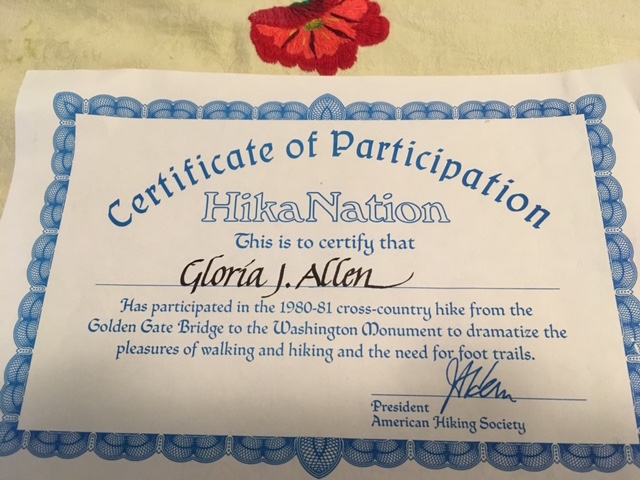 Certificate of Participation
HikaNation
This is to certify that
Gloria J. Allen
Has participated in the 1980-81 cross-country hike from the
Golden Gate Bridge to the Washington Monument to dramatize the
pleasures of walking and hiking and the need for foot trails.
President
American Hiking Society